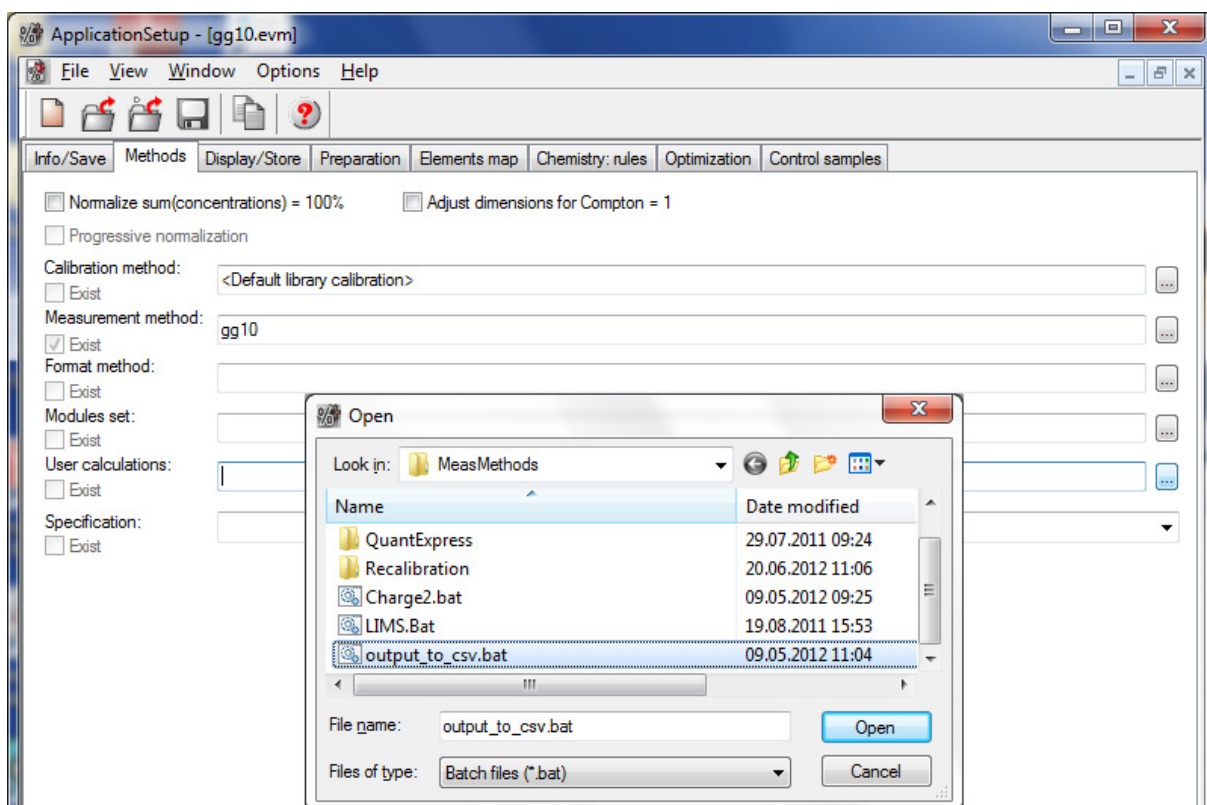 ApplicationSetup - [gg10.evm]
File View Window Options Help
Info/Save Methods Display/Store Preparation Elements map Chemistry: rules Optimization Control samples
Normalize sum(concentrations) = 100% Adjust dimensions for Compton = 1
Progressive normalization
Calibration method:
<Default library calibration>
Exist
...
Measurement method:
gg10
Exist
...
Format method:
Exist
...
Modules set:
Exist
...
User calculations:
Exist
...
Specification:
Exist
Open
Look in: MeasMethods
Name Date modified
QuantExpress 29.07.2011 09:24
Recalibration 20.06.2012 11:06
Charge2.bat 09.05.2012 09:25
LIMS.Bat 19.08.2011 15:53
output_to_csv.bat 09.05.2012 11:04
File name: output_to_csv.bat Open
Files of type: Batch files (*.bat) Cancel